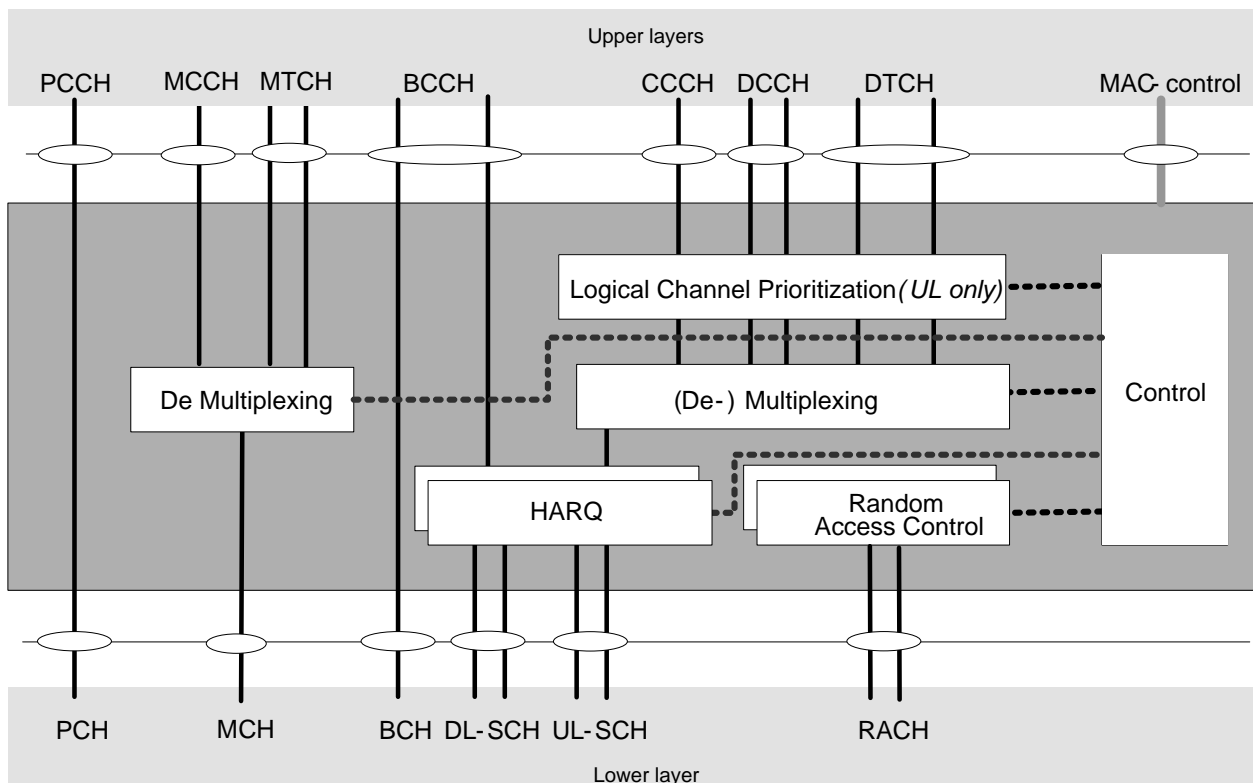 Upper layers
PCCH MCCH MTCH BCCH CCCH DCCH DTCH MAC- control
Logical Channel Prioritization (UL only)
De Multiplexing (De-) Multiplexing Control
HARQ Random
Access Control
PCH MCH BCH DL-SCH UL-SCH RACH
Lower layer